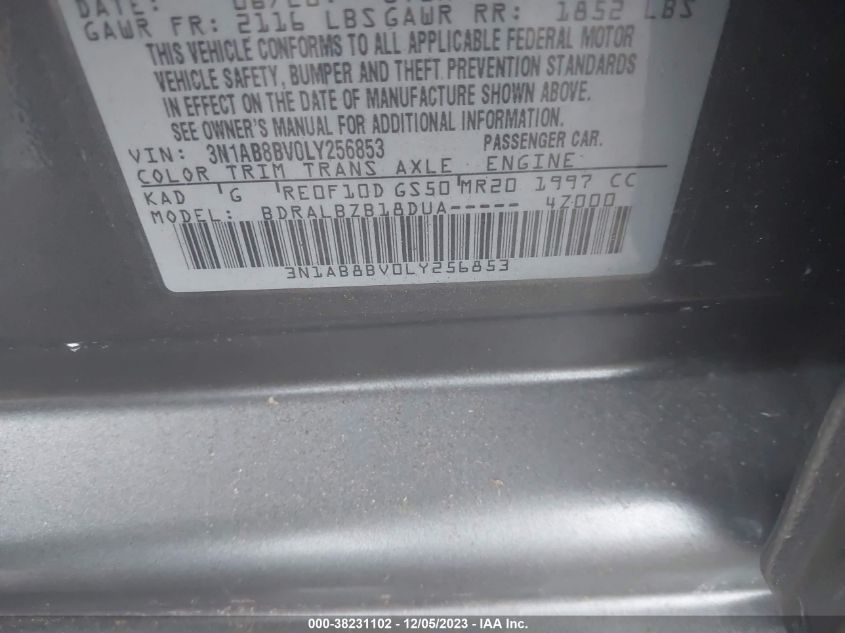 DATE:
GAWR FR: 2116 LBS GAWR RR: 1852 LBS
THIS VEHICLE CONFORMS TO ALL APPLICABLE FEDERAL MOTOR
VEHICLE SAFETY, BUMPER AND THEFT PREVENTION STANDARDS
IN EFFECT ON THE DATE OF MANUFACTURE SHOWN ABOVE.
SEE OWNER'S MANUAL FOR ADDITIONAL INFORMATION.
VIN: 3N1AB8BV0LY256853 PASSENGER CAR.
COLOR TRIM TRANS AXLE ENGINE
KAD G RE0F10D GS50 MR20 1997 CC
MODEL: BDRALBZB18DUA----- 4Z000
3N1AB8BV0LY256853
000-38231102 - 12/05/2023 - IAA Inc.